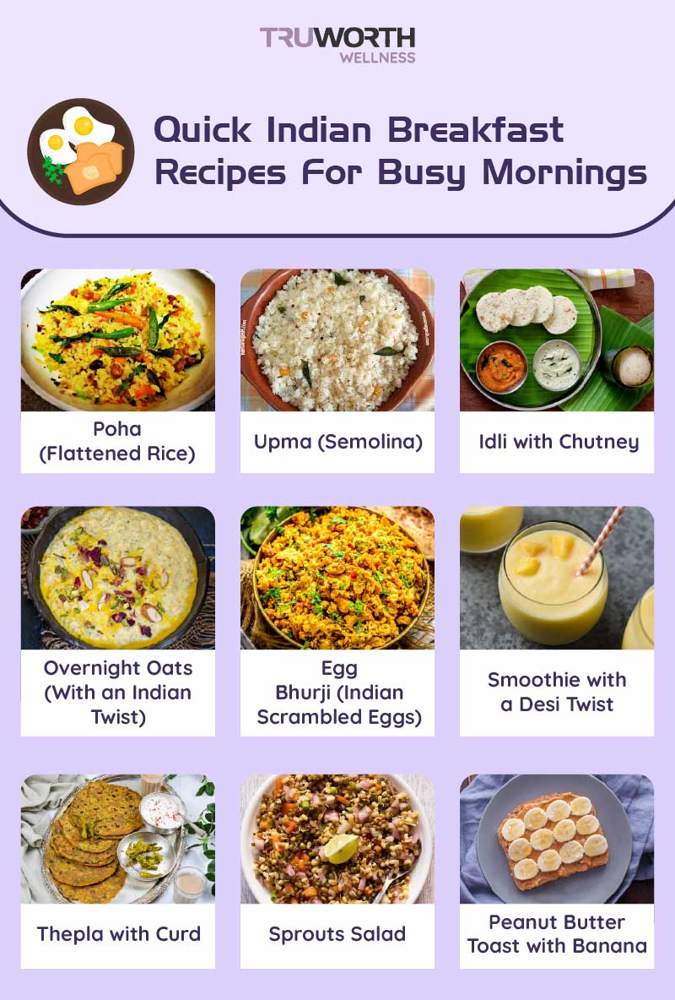 TRUWORTH
WELLNESS
Quick Indian Breakfast
Recipes For Busy Mornings
Poha
(Flattened Rice)
Upma (Semolina)
Idli with Chutney
Overnight Oats
(With an Indian
Twist)
Egg
Bhurji (Indian
Scrambled Eggs)
Smoothie with
a Desi Twist
Thepla with Curd
Sprouts Salad
Peanut Butter
Toast with Banana